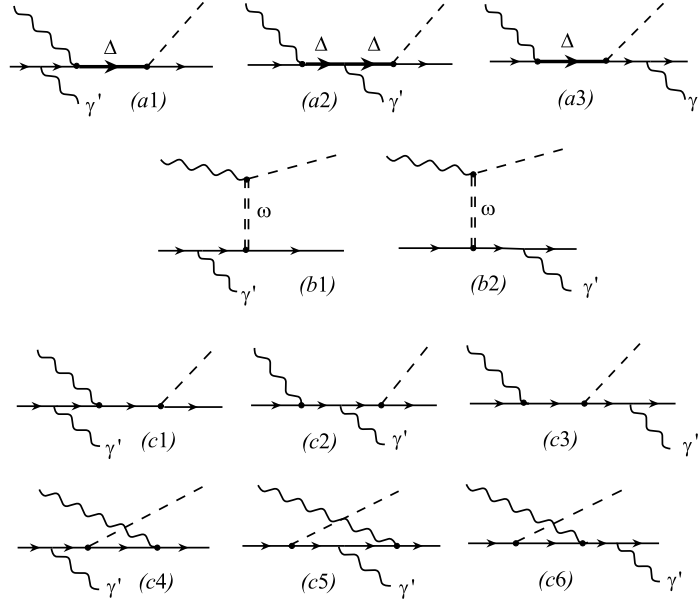 Δ
γ' (a1)
Δ Δ
γ' (a2)
Δ
(a3) γ
ω
γ' (b1)
ω
(b2) γ'
γ' (c1)
(c2) γ'
(c3) γ'
γ' (c4)
(c5) γ'
(c6) γ'